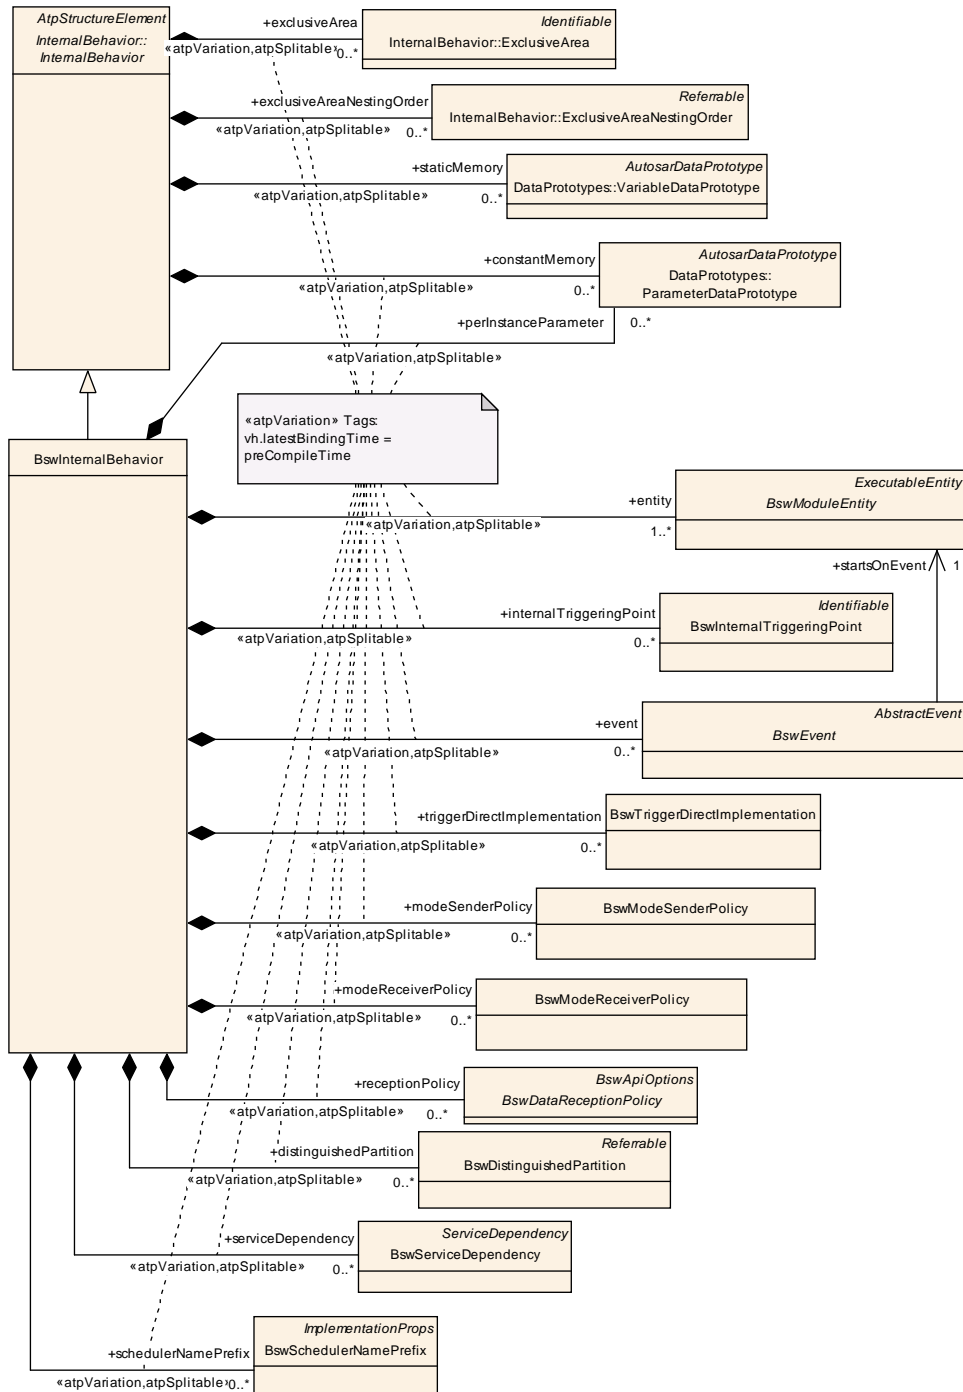 AtpStructureElement
InternalBehavior::
InternalBehavior
+exclusiveArea
«atpVariation,atpSplitable»
0..*
Identifiable
InternalBehavior::ExclusiveArea
+exclusiveAreaNestingOrder
«atpVariation,atpSplitable»
0..*
Referrable
InternalBehavior::ExclusiveAreaNestingOrder
+staticMemory
«atpVariation,atpSplitable»
0..*
AutosarDataPrototype
DataPrototypes::VariableDataPrototype
+constantMemory
«atpVariation,atpSplitable»
0..*
AutosarDataPrototype
DataPrototypes::
ParameterDataPrototype
+perInstanceParameter
0..*
«atpVariation,atpSplitable»
«atpVariation» Tags:
vh.latestBindingTime =
preCompileTime
BswInternalBehavior
+entity
«atpVariation,atpSplitable»
1..*
ExecutableEntity
BswModuleEntity
+startsOnEvent
1
+internalTriggeringPoint
«atpVariation,atpSplitable»
0..*
Identifiable
BswInternalTriggeringPoint
+event
«atpVariation,atpSplitable»
0..*
AbstractEvent
BswEvent
+triggerDirectImplementation
«atpVariation,atpSplitable»
0..*
BswTriggerDirectImplementation
+modeSenderPolicy
«atpVariation,atpSplitable»
0..*
BswModeSenderPolicy
+modeReceiverPolicy
«atpVariation,atpSplitable»
0..*
BswModeReceiverPolicy
+receptionPolicy
«atpVariation,atpSplitable»
0..*
BswApiOptions
BswDataReceptionPolicy
+distinguishedPartition
«atpVariation,atpSplitable»
0..*
Referrable
BswDistinguishedPartition
+serviceDependency
«atpVariation,atpSplitable»
0..*
ServiceDependency
BswServiceDependency
+schedulerNamePrefix
«atpVariation,atpSplitable»
0..*
ImplementationProps
BswSchedulerNamePrefix